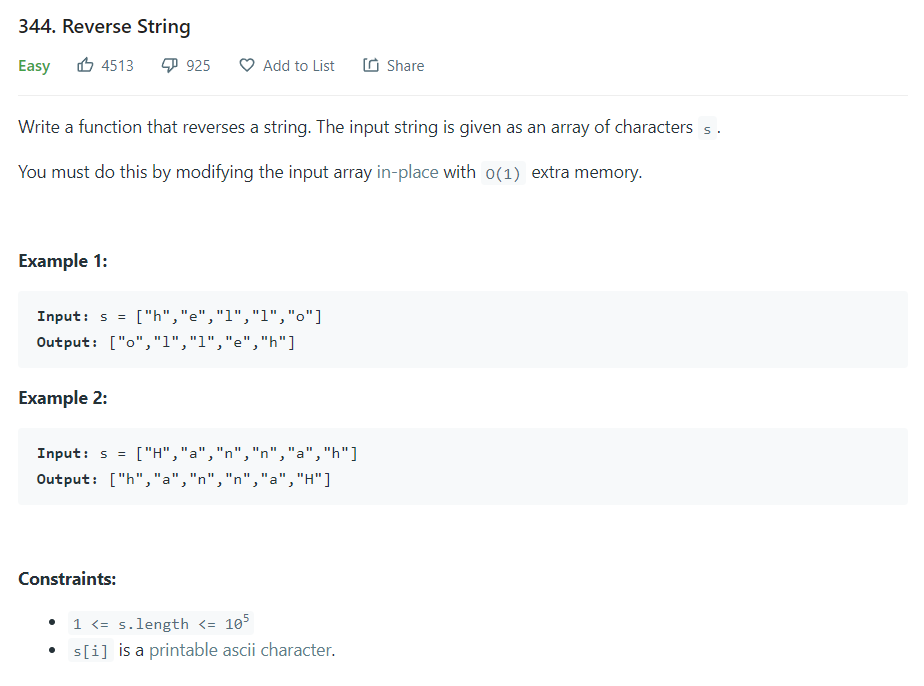 344. Reverse String
Easy 4513 925 Add to List Share
Write a function that reverses a string. The input string is given as an array of characters s.
You must do this by modifying the input array in-place with O(1) extra memory.
Example 1:
Input: s = ["h","e","l","l","o"]
Output: ["o","l","l","e","h"]
Example 2:
Input: s = ["H","a","n","n","a","h"]
Output: ["h","a","n","n","a","H"]
Constraints:
• 1 <= s.length <= 10⁵
• s[i] is a printable ascii character.